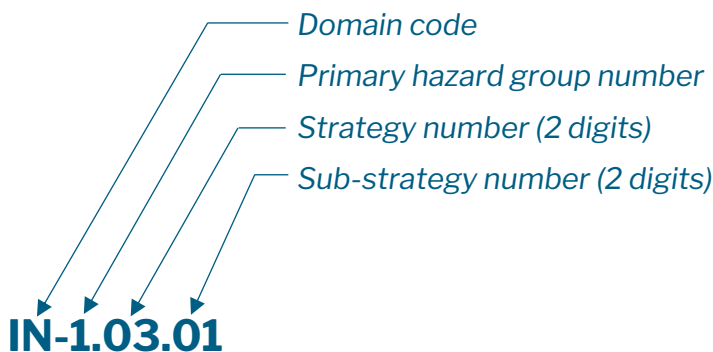 Domain code
Primary hazard group number
Strategy number (2 digits)
Sub-strategy number (2 digits)
IN-1.03.01